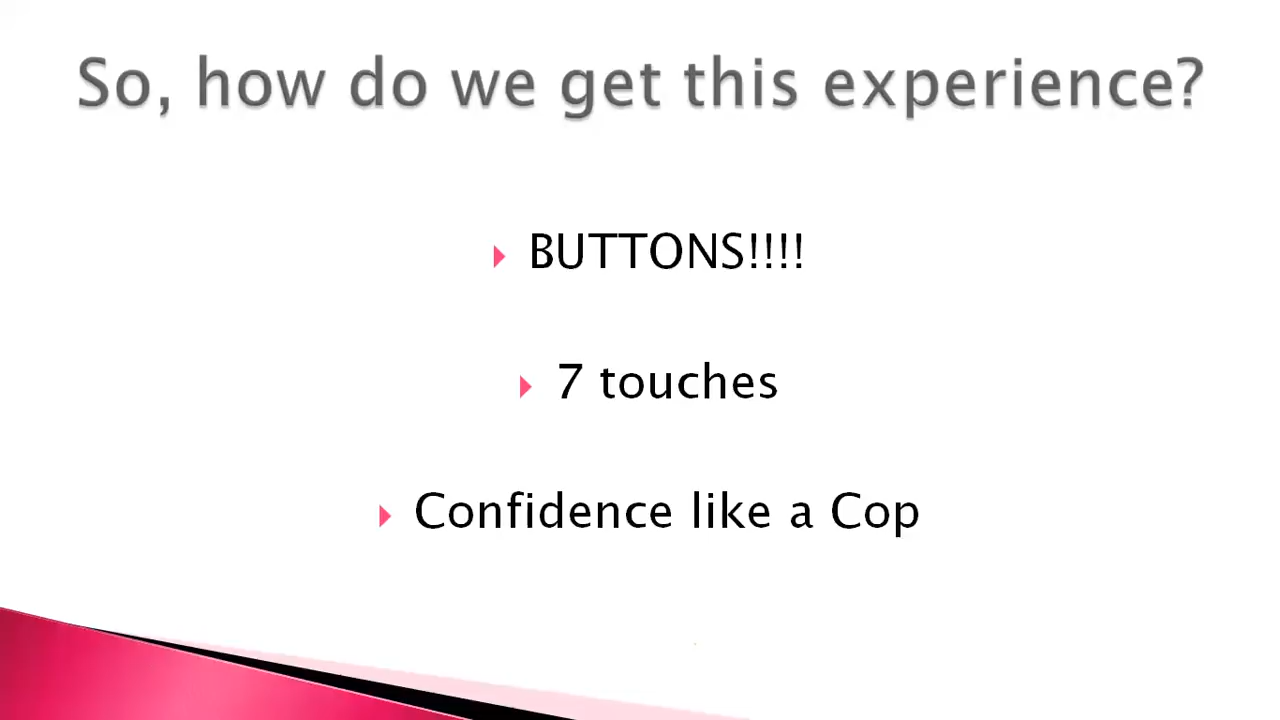 So, how do we get this experience?
BUTTONS!!!!
7 touches
Confidence like a Cop